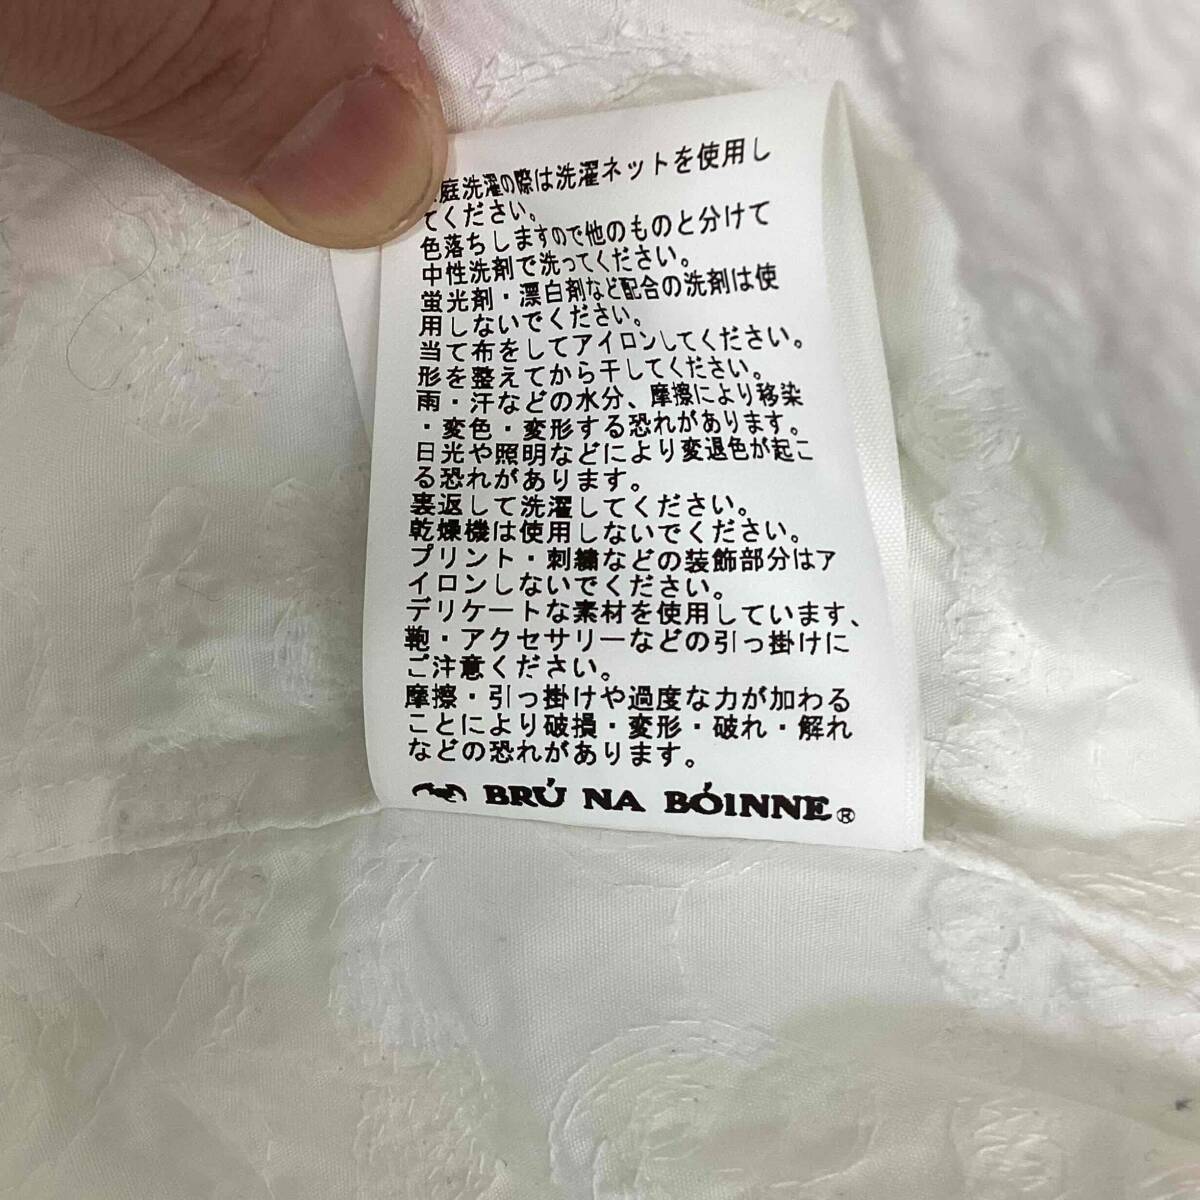 庭洗濯の際は洗濯ネットを使用し
てください。
色落ちしますので他のものと分けて
中性洗剤で洗ってください。
蛍光剤・漂白剤など配合の洗剤は使
用しないでください。
当て布をしてアイロンしてください。
形を整えてから干してください。
雨・汗などの水分、摩擦により移染
・変色・変形する恐れがあります。
日光や照明などにより変退色が起こ
る恐れがあります。
裏返して洗濯してください。
乾燥機は使用しないでください。
プリント・刺繍などの装飾部分はア
イロンしないでください。
デリケートな素材を使用しています、
鞄・アクセサリーなどの引っ掛けに
ご注意ください。
摩擦・引っ掛けや過度な力が加わる
ことにより破損・変形・破れ・解れ
などの恐れがあります。
BRÚ NA BÓINNE®